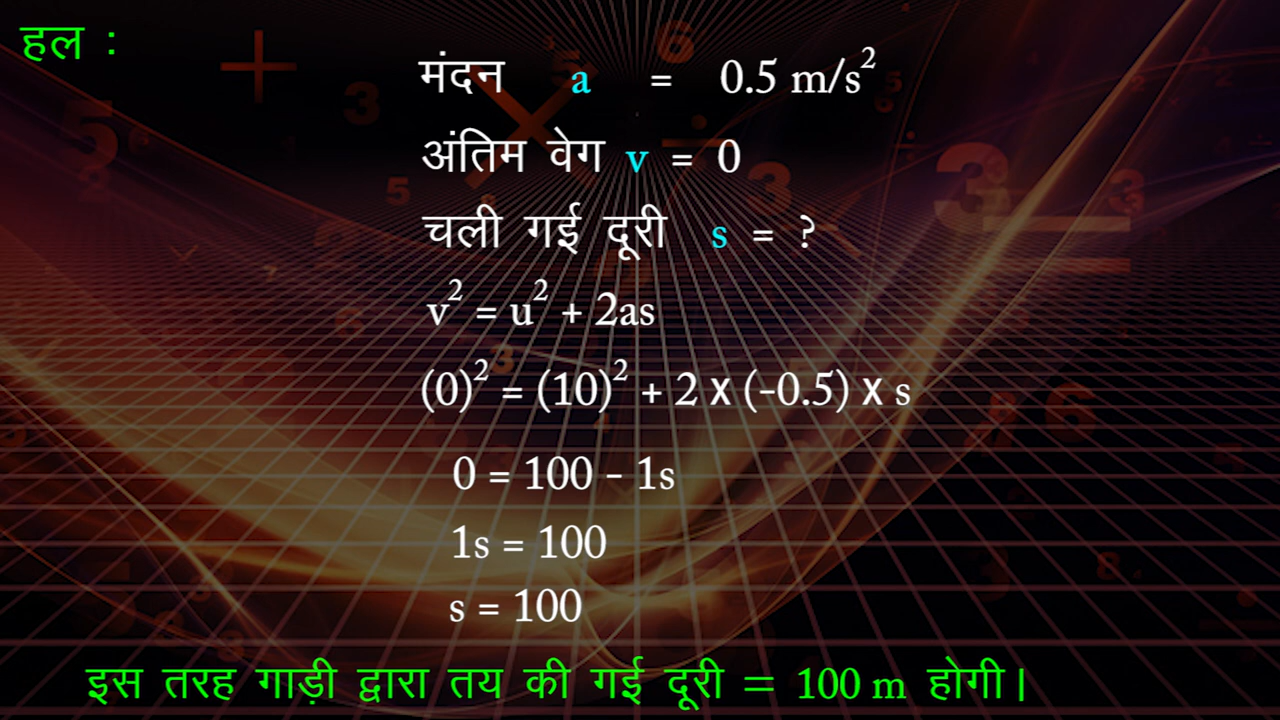 हल :
मंदन a = 0.5 m/s²
अंतिम वेग v = 0
चली गई दूरी s = ?
v² = u² + 2as
(0)² = (10)² + 2 x (-0.5) x s
0 = 100 - 1s
1s = 100
s = 100
इस तरह गाड़ी द्वारा तय की गई दूरी = 100 m होगी।